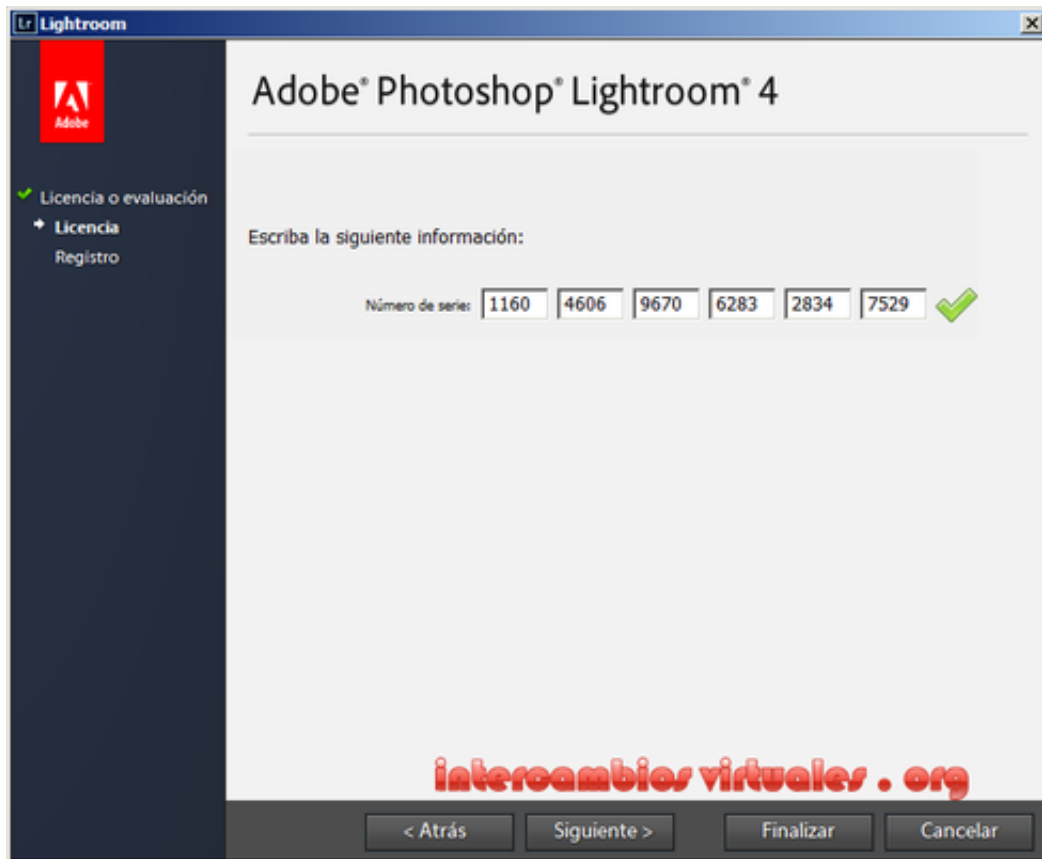 Lr Lightroom
Adobe
Adobe® Photoshop® Lightroom® 4
Licencia o evaluación
Licencia
Registro
Escriba la siguiente información:
Número de serie: 1160 4606 9670 6283 2834 7529
intercambios virtuales . org
< Atrás Siguiente > Finalizar Cancelar